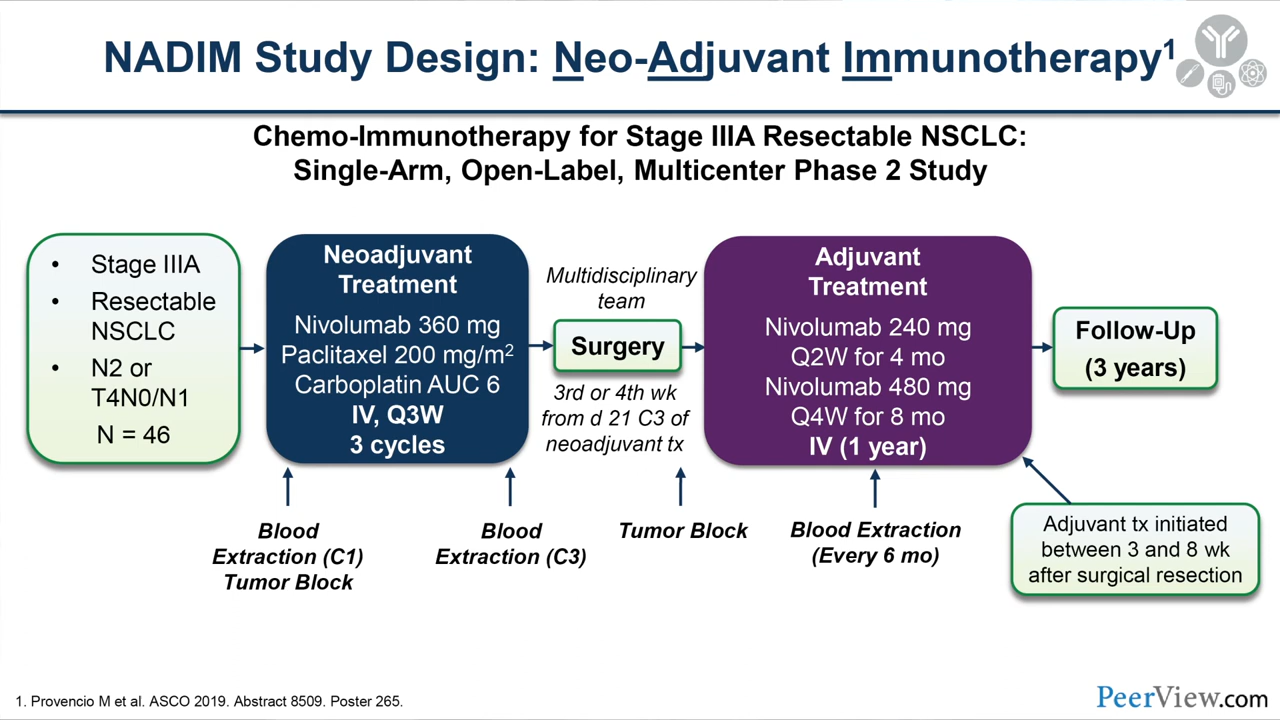 NADIM Study Design: Neo-Adjuvant Immunotherapy1
Chemo-Immunotherapy for Stage IIIA Resectable NSCLC:
Single-Arm, Open-Label, Multicenter Phase 2 Study
• Stage IIIA
• Resectable
NSCLC
• N2 or
T4N0/N1
N = 46
Neoadjuvant
Treatment
Nivolumab 360 mg
Paclitaxel 200 mg/m2
Carboplatin AUC 6
IV, Q3W
3 cycles
Multidisciplinary
team
Surgery
3rd or 4th wk
from d 21 C3 of
neoadjuvant tx
Adjuvant
Treatment
Nivolumab 240 mg
Q2W for 4 mo
Nivolumab 480 mg
Q4W for 8 mo
IV (1 year)
Follow-Up
(3 years)
Blood
Extraction (C1)
Tumor Block
Blood
Extraction (C3)
Tumor Block
Blood Extraction
(Every 6 mo)
Adjuvant tx initiated
between 3 and 8 wk
after surgical resection
1. Provencio M et al. ASCO 2019. Abstract 8509. Poster 265.
PeerView.com